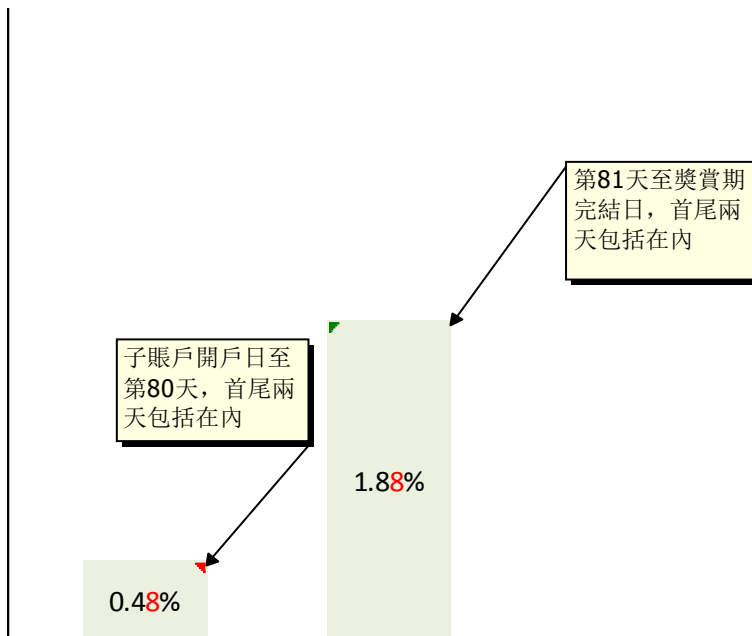 第81天至獎賞期
完結日，首尾兩
天包括在內
子賬戶開戶日至
第80天，首尾兩
天包括在內
1.88%
0.48%